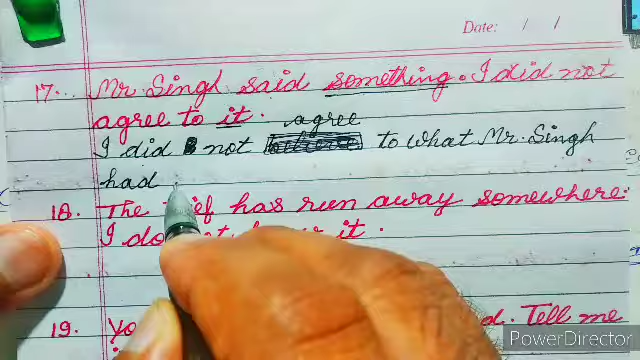 Date: / /
17. Mr. Singh said something. I did not
agree to it.
agree
I did not to what Mr. Singh
had
18. The has run away somewhere.
I do it.
19. Tell me
PowerDirector